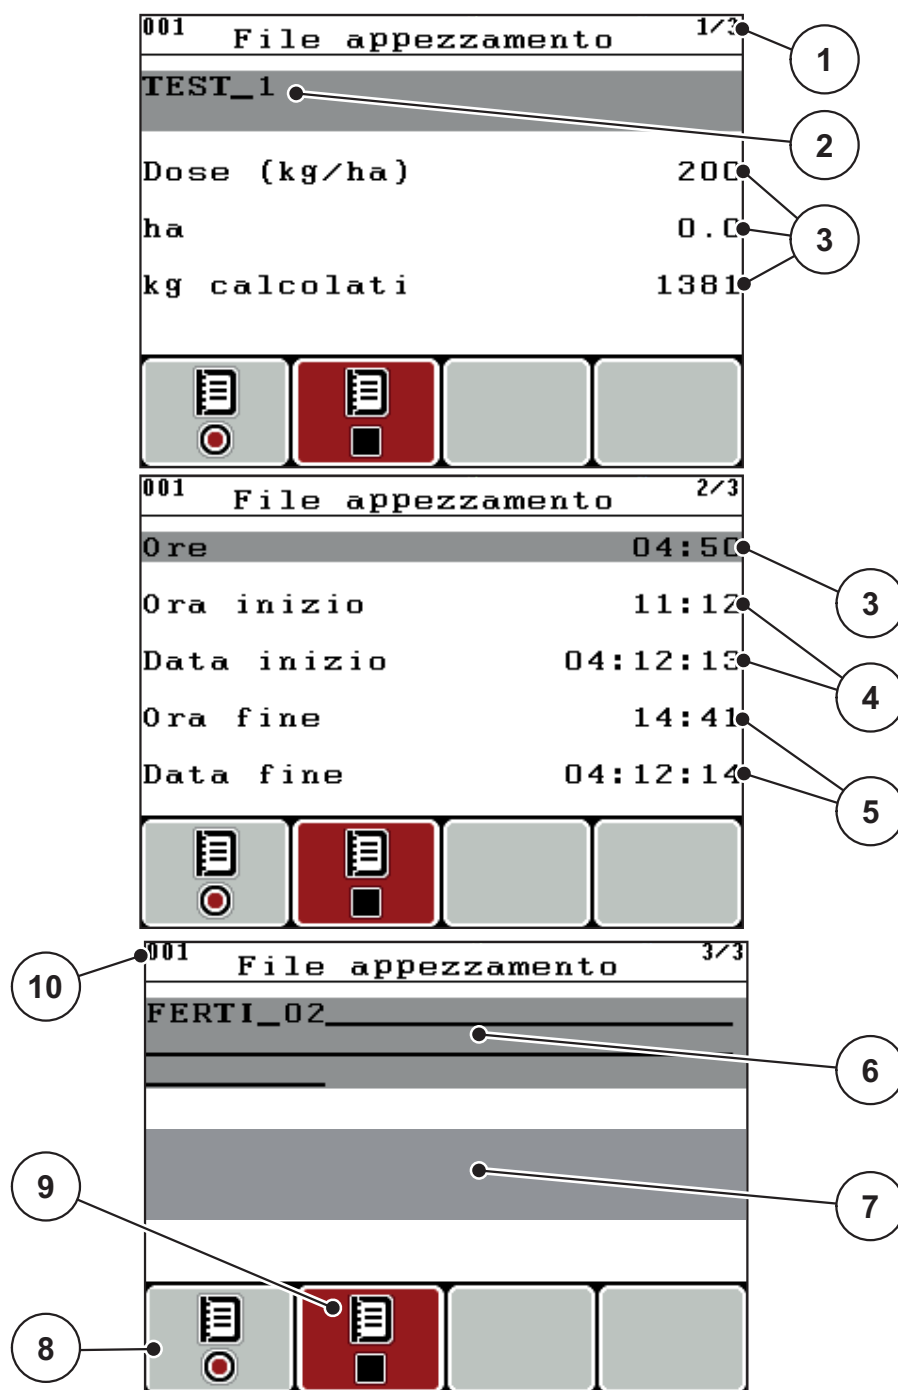 001 File appezzamento 1/3
1
TEST_1
2
Dose (kg/ha) 200
ha 0.0
3
kg calcolati 1381
001 File appezzamento 2/3
Ore 04:50
3
Ora inizio 11:12
Data inizio 04:12:13
4
Ora fine 14:41
Data fine 04:12:14
5
001 File appezzamento 3/3
10
FERTI_02
6
9
7
8